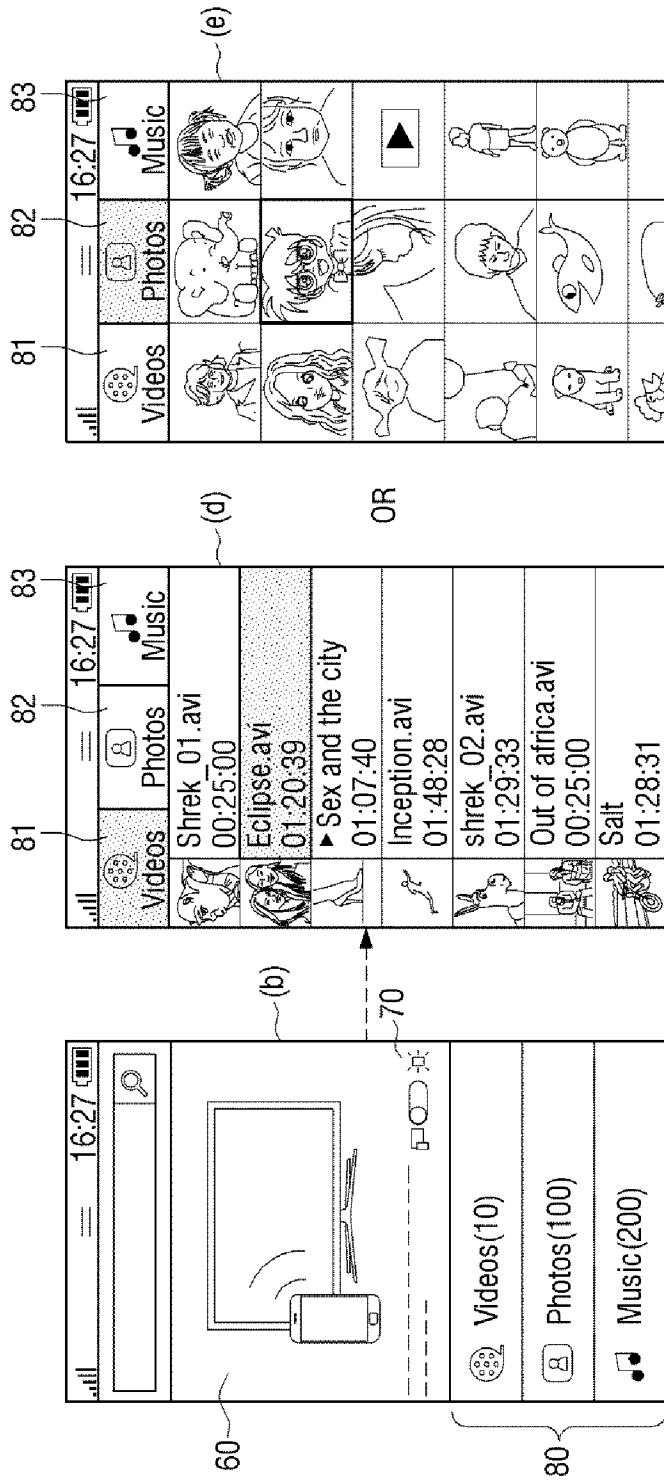 16:27
60
70
(b)
Videos(10)
Photos(100)
Music(200)
80
81
82
83
16:27
Videos
Photos
Music
(d)
Shrek_01.avi
00:25:00
Eclipse.avi
01:20:39
▶ Sex and the city
01:07:40
Inception.avi
01:48:28
shrek_02.avi
01:29:33
Out of africa.avi
00:25:00
Salt
01:28:31
OR
81
82
83
16:27
Videos
Photos
Music
(e)